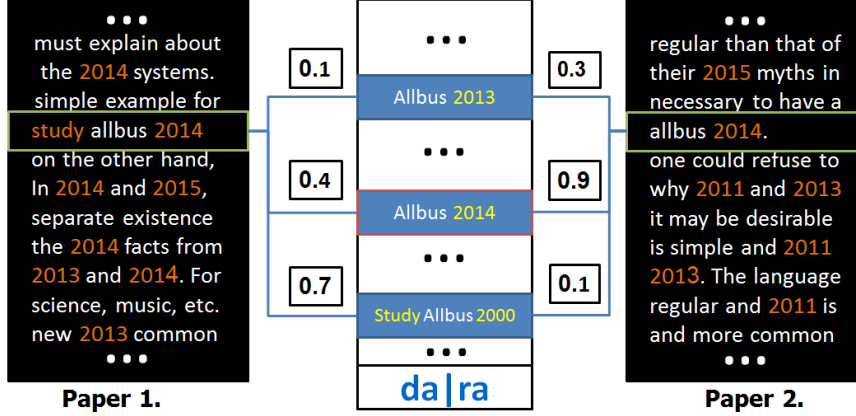 •••
must explain about
the 2014 systems.
simple example for
study allbus 2014
on the other hand,
In 2014 and 2015,
separate existence
the 2014 facts from
2013 and 2014. For
science, music, etc.
new 2013 common
•••
Paper 1.
0.1
0.4
0.7
•••
Allbus 2013
•••
Allbus 2014
•••
Study Allbus 2000
•••
da|ra
0.3
0.9
0.1
•••
regular than that of
their 2015 myths in
necessary to have a
allbus 2014.
one could refuse to
why 2011 and 2013
it may be desirable
is simple and 2011
2013. The language
regular and 2011 is
and more common
•••
Paper 2.